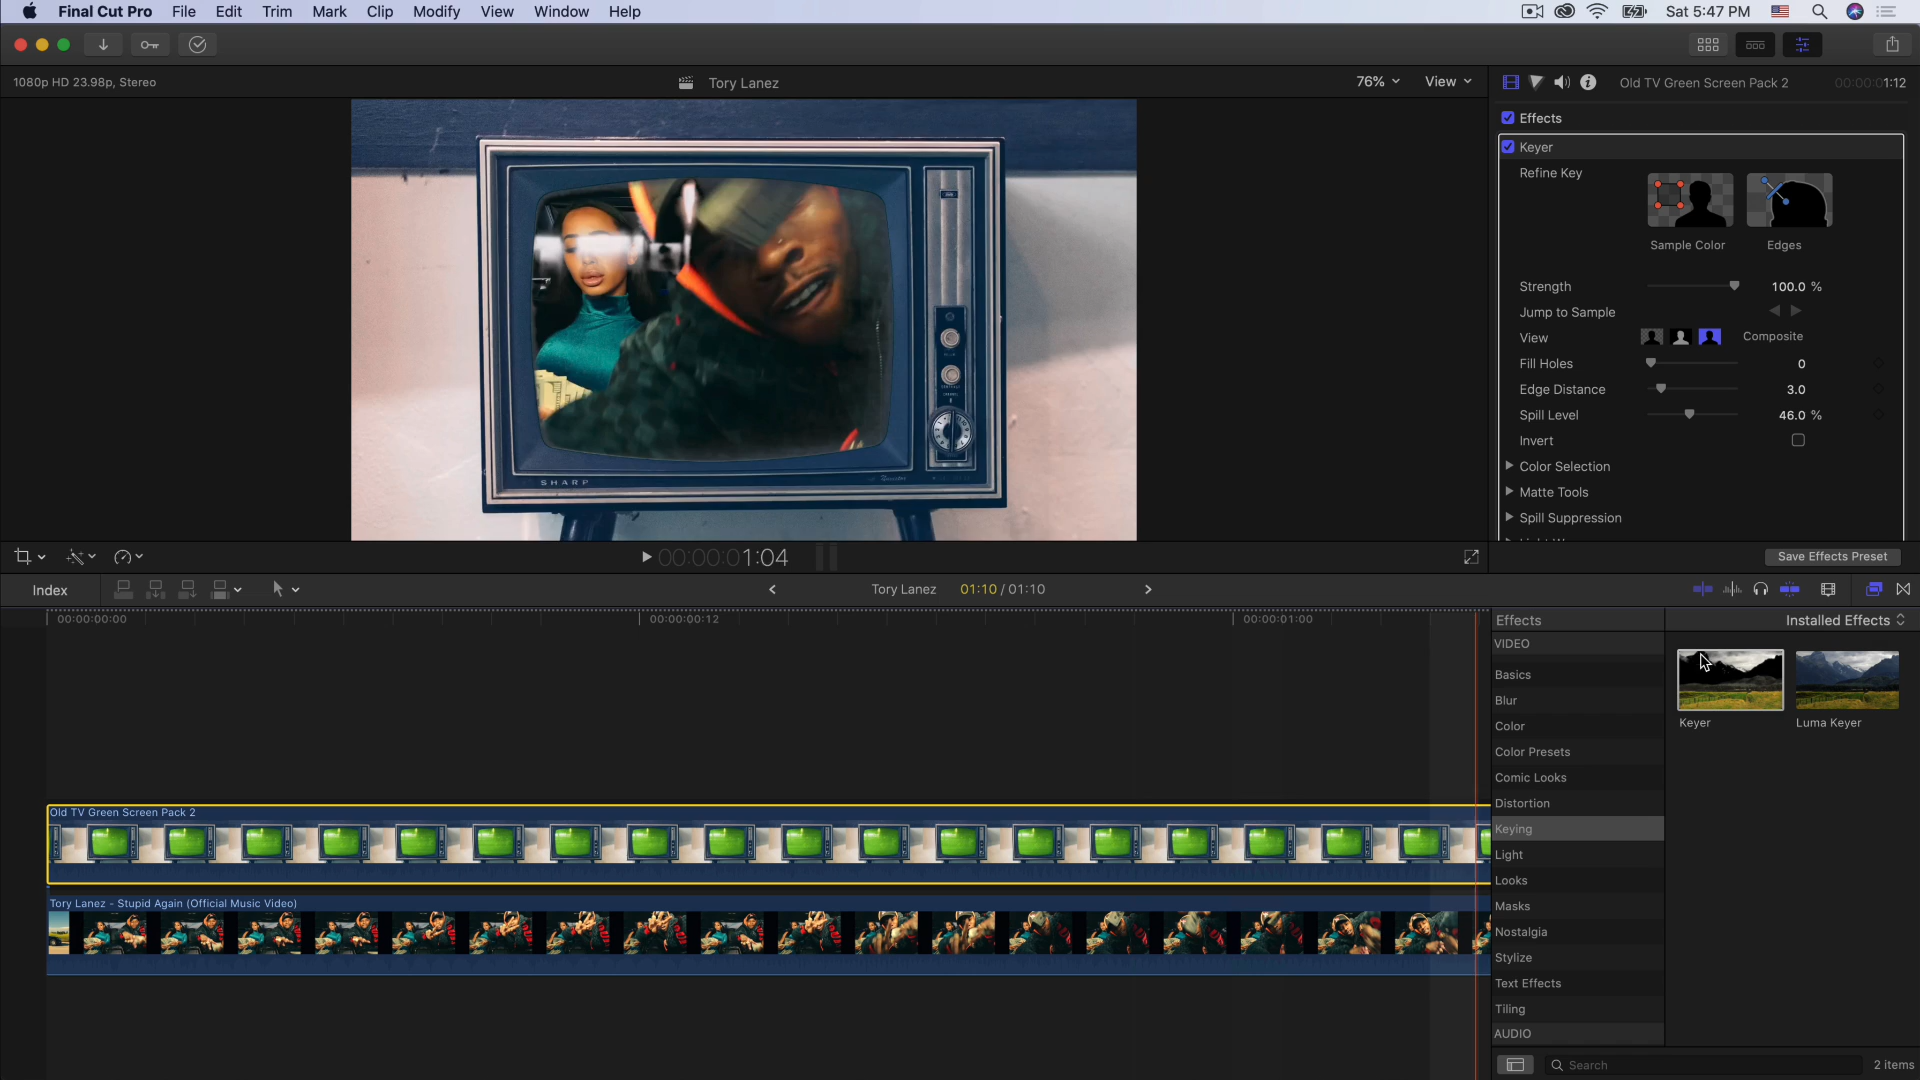 Final Cut Pro File Edit Trim Mark Clip Modify View Window Help
Sat 5:47 PM
1080p HD 23.98p, Stereo
Tory Lanez
76%
View
Old TV Green Screen Pack 2
00:00:01:12
Effects
Keyer
Refine Key
Sample Color
Edges
Strength
100.0 %
Jump to Sample
View
Composite
Fill Holes
0
Edge Distance
3.0
Spill Level
46.0 %
Invert
Color Selection
Matte Tools
Spill Suppression
SHARP
00:00:01:04
Save Effects Preset
Index
Tory Lanez
01:10 / 01:10
00:00:00:00
00:00:00:12
00:00:01:00
Effects
Installed Effects
VIDEO
Basics
Blur
Color
Color Presets
Comic Looks
Distortion
Keying
Light
Looks
Masks
Nostalgia
Stylize
Text Effects
Tiling
AUDIO
Keyer
Luma Keyer
Old TV Green Screen Pack 2
Tory Lanez - Stupid Again (Official Music Video)
Search
2 items